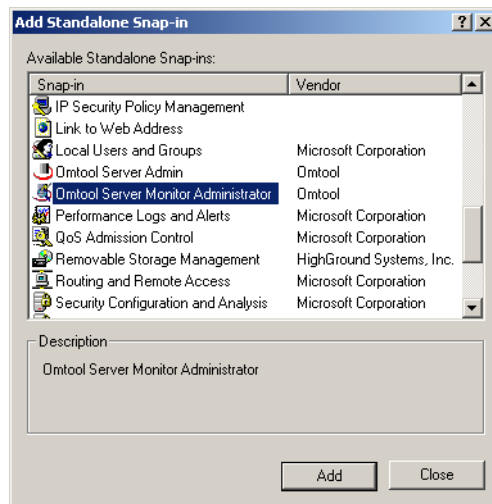 Add Standalone Snap-in
Available Standalone Snap-ins:
Snap-in Vendor
IP Security Policy Management
Link to Web Address
Local Users and Groups Microsoft Corporation
Omtool Server Admin Omtool
Omtool Server Monitor Administrator Omtool
Performance Logs and Alerts Microsoft Corporation
QoS Admission Control Microsoft Corporation
Removable Storage Management HighGround Systems, Inc.
Routing and Remote Access Microsoft Corporation
Security Configuration and Analysis Microsoft Corporation
Description
Omtool Server Monitor Administrator
Add Close